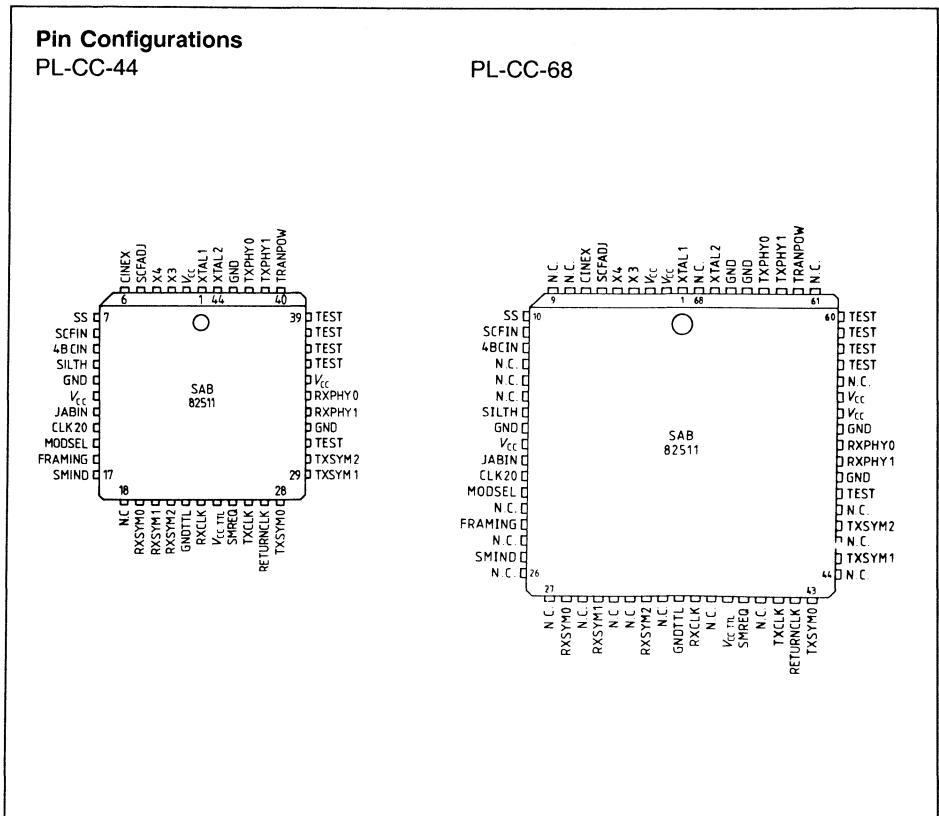 Pin Configurations
PL-CC-44
PL-CC-68
CINEX
SCFADJ
X4
X3
VCC
XTAL1
XTAL2
GND
TXPHY0
TXPHY1
TRANPOW
6
1
44
40
SS
SCFIN
4BCIN
SILTH
GND
VCC
JABIN
CLK20
MODSEL
FRAMING
SMIND
7
17
SAB
82511
39
29
TEST
TEST
TEST
TEST
VCC
RXPHY0
RXPHY1
GND
TEST
TXSYM2
TXSYM1
18
28
N.C
RXSYM0
RXSYM1
RXSYM2
GNDTTL
RXCLK
VCC TTL
SMREQ
TXCLK
RETURNCLK
TXSYM0
N.C.
N.C.
CINEX
SCFADJ
X4
X3
VCC
VCC
XTAL1
N.C.
XTAL2
GND
GND
TXPHY0
TXPHY1
TRANPOW
N.C.
9
1
68
61
SS
SCFIN
4BCIN
N.C.
N.C.
N.C.
SILTH
GND
VCC
JABIN
CLK20
MODSEL
N.C.
FRAMING
N.C.
SMIND
N.C.
10
26
SAB
82511
60
44
TEST
TEST
TEST
TEST
N.C.
VCC
VCC
GND
RXPHY0
RXPHY1
GND
TEST
N.C.
TXSYM2
N.C.
TXSYM1
N.C.
27
43
N.C.
RXSYM0
N.C.
RXSYM1
N.C
N.C
RXSYM2
N.C.
GNDTTL
RXCLK
N.C.
VCC TTL
SMREQ
N.C.
TXCLK
RETURNCLK
TXSYM0